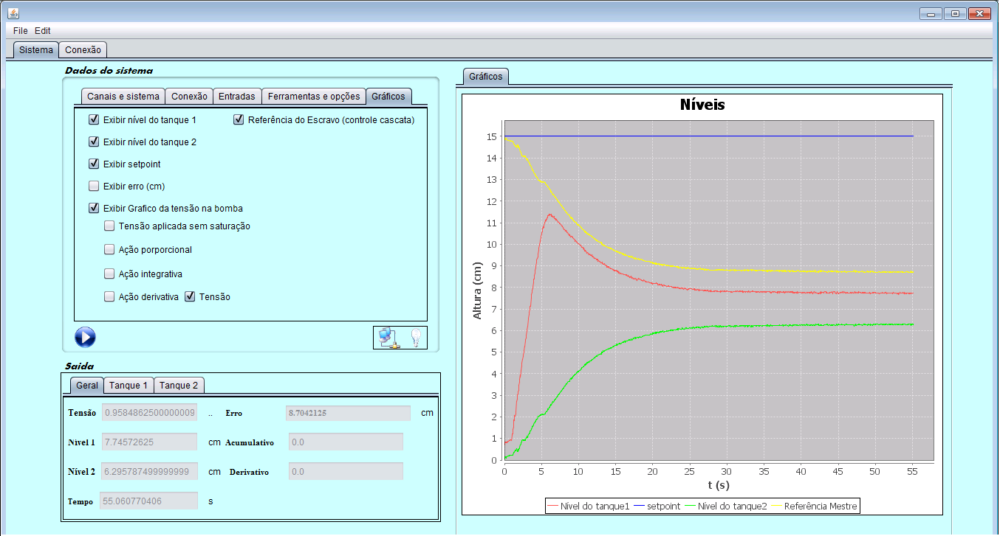 File Edit
Sistema Conexão
Dados do sistema
Canais e sistema Conexão Entradas Ferramentas e opções Gráficos
Exibir nível do tanque 1 Referência do Escravo (controle cascata)
Exibir nível do tanque 2
Exibir setpoint
Exibir erro (cm)
Exibir Grafico da tensão na bomba
Tensão aplicada sem saturação
Ação porporcional
Ação integrativa
Ação derivativa Tensão
Saida
Geral Tanque 1 Tanque 2
Tensão 0.9584862500000009 .. Erro 8.7042125 cm
Nível 1 7.74572625 cm Acumulativo 0.0
Nível 2 6.295787499999999 cm Derivativo 0.0
Tempo 55.060770406 s
Gráficos
Níveis
Altura (cm)
15
14
13
12
11
10
9
8
7
6
5
4
3
2
1
0
0 5 10 15 20 25 30 35 40 45 50 55
t (s)
Nível do tanque1 setpoint Nível do tanque2 Referência Mestre